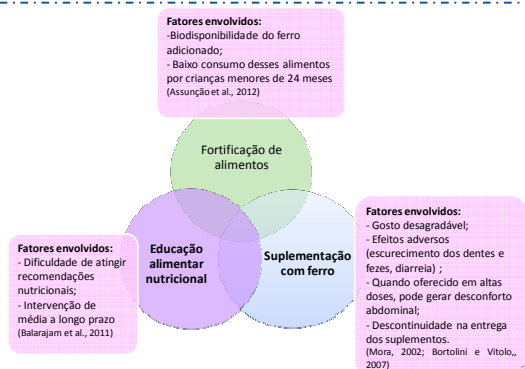 Fatores envolvidos:
-Biodisponibilidade do ferro
adicionado;
- Baixo consumo desses alimentos
por crianças menores de 24 meses
(Assunção et al., 2012)
Fortificação de
alimentos
Fatores envolvidos:
- Dificuldade de atingir
recomendações
nutricionais;
- Intervenção de
média a longo prazo
(Balarajam et al., 2011)
Educação
alimentar
nutricional
Suplementação
com ferro
Fatores envolvidos:
- Gosto desagradável;
- Efeitos adversos
(escurecimento dos dentes e
fezes, diarreia) ;
- Quando oferecido em altas
doses, pode gerar desconforto
abdominal;
- Descontinuidade na entrega
dos suplementos.
(Mora, 2002; Bortolini e Vitolo,,
2007)